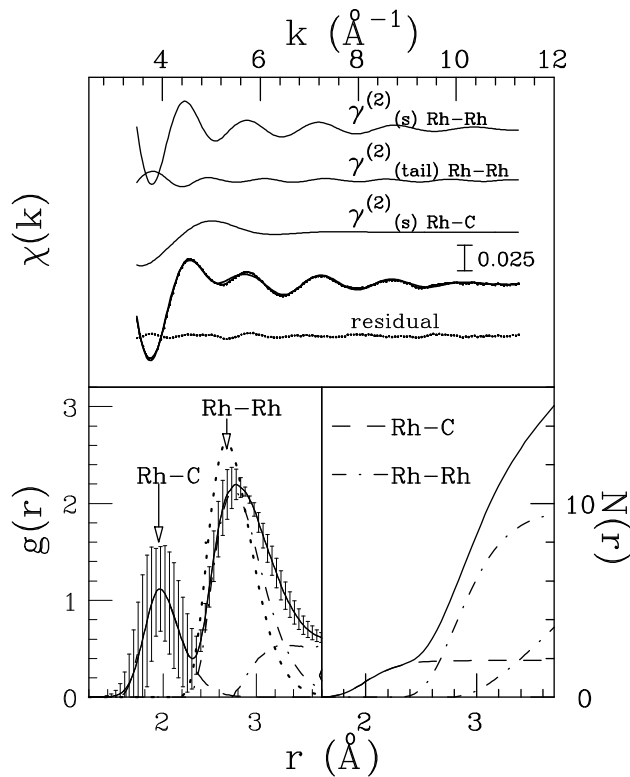 k (Å⁻¹)
4 6 8 10 12
γ⁽²⁾(s) Rh−Rh
γ⁽²⁾(tail) Rh−Rh
γ⁽²⁾(s) Rh−C
0.025
residual
χ(k)
3
2
1
0
g(r)
Rh−Rh
Rh−C
Rh−C
Rh−Rh
10
0
N(r)
2 3 2 3
r (Å)